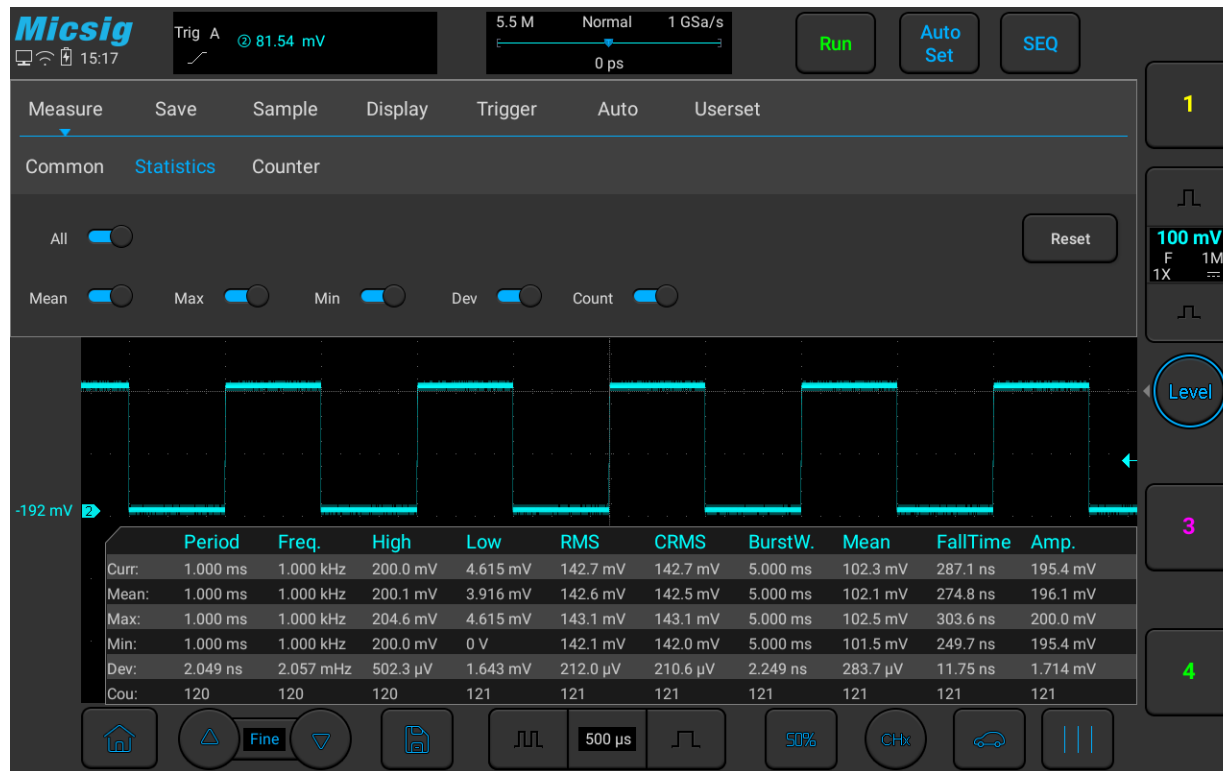 Micsig
15:17
Trig A ② 81.54 mV
5.5 M Normal 1 GSa/s
0 ps
Run
Auto Set
SEQ
Measure Save Sample Display Trigger Auto Userset
Common Statistics Counter
All
Reset
Mean Max Min Dev Count
1
100 mV
F 1M
1X
Level
3
4
-192 mV 2
Period Freq. High Low RMS CRMS BurstW. Mean FallTime Amp.
Curr: 1.000 ms 1.000 kHz 200.0 mV 4.615 mV 142.7 mV 142.7 mV 5.000 ms 102.3 mV 287.1 ns 195.4 mV
Mean: 1.000 ms 1.000 kHz 200.1 mV 3.916 mV 142.6 mV 142.5 mV 5.000 ms 102.1 mV 274.8 ns 196.1 mV
Max: 1.000 ms 1.000 kHz 204.6 mV 4.615 mV 143.1 mV 143.1 mV 5.000 ms 102.5 mV 303.6 ns 200.0 mV
Min: 1.000 ms 1.000 kHz 200.0 mV 0 V 142.1 mV 142.0 mV 5.000 ms 101.5 mV 249.7 ns 195.4 mV
Dev: 2.049 ns 2.057 mHz 502.3 µV 1.643 mV 212.0 µV 210.6 µV 2.249 ns 283.7 µV 11.75 ns 1.714 mV
Cou: 120 120 120 121 121 121 121 121 121 121
Fine
500 µs
50%
CHx